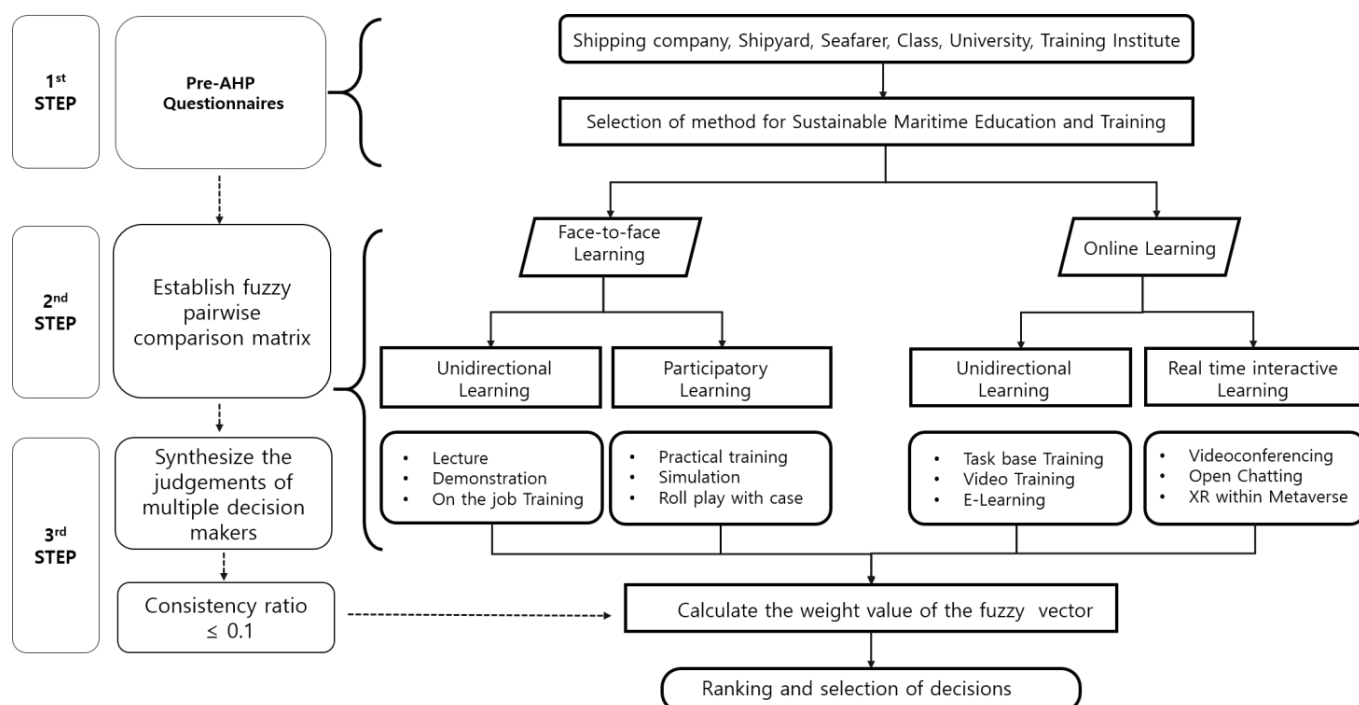 1st
STEP
Pre-AHP
Questionnaires
Shipping company, Shipyard, Seafarer, Class, University, Training Institute
Selection of method for Sustainable Maritime Education and Training
2nd
STEP
Establish fuzzy
pairwise
comparison matrix
Face-to-face
Learning
Online Learning
Unidirectional
Learning
Participatory
Learning
Unidirectional
Learning
Real time interactive
Learning
3rd
STEP
Synthesize the
judgements of
multiple decision
makers
• Lecture
• Demonstration
• On the job Training
• Practical training
• Simulation
• Roll play with case
• Task base Training
• Video Training
• E-Learning
• Videoconferencing
• Open Chatting
• XR within Metaverse
Consistency ratio
≤ 0.1
Calculate the weight value of the fuzzy vector
Ranking and selection of decisions